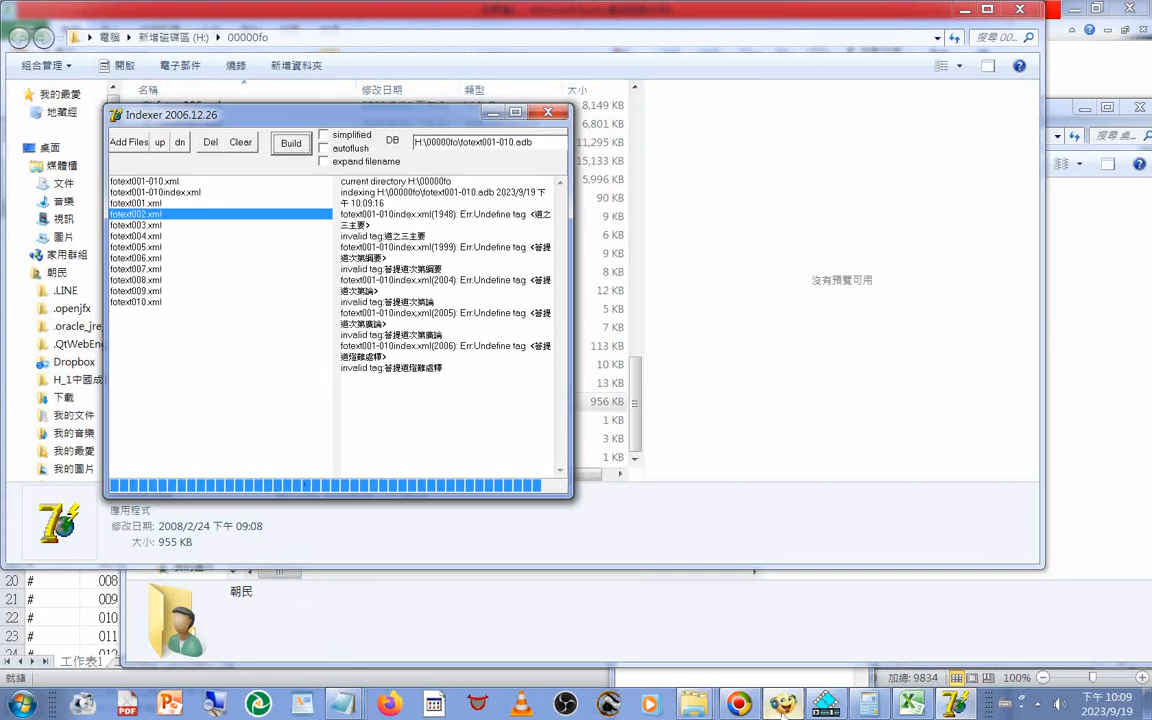 電腦 ▸ 新增磁碟區 (H:) ▸ 00000fo
搜尋 00...
組合管理 開啟 電子郵件 燒錄 新增資料夾
名稱 修改日期 類型 大小
我的最愛
地藏經
桌面
媒體櫃
文件
音樂
視訊
圖片
家用群組
朝民
.LINE
.openjfx
.oracle_jre
.QtWebEn
Dropbox
H_1中國成
下載
我的文件
我的音樂
我的最愛
我的圖片
Indexer 2006.12.26
Add Files up dn Del Clear Build
simplified
autoflush
expand filename
DB H:\00000fo\fotext001-010.adb
fotext001-010.xml
fotext001-010index.xml
fotext001.xml
fotext002.xml
fotext003.xml
fotext004.xml
fotext005.xml
fotext006.xml
fotext007.xml
fotext008.xml
fotext009.xml
fotext010.xml
current directory H:\00000fo
indexing H:\00000fo\fotext001-010.adb 2023/9/19 下
午 10:09:16
fotext001-010index.xml(1948): Err:Undefine tag <道之
三主要>
invalid tag:道之三主要
fotext001-010index.xml(1999): Err:Undefine tag <菩提
道次第綱要>
invalid tag:菩提道次第綱要
fotext001-010index.xml(2004): Err:Undefine tag <菩提
道次第論>
invalid tag:菩提道次第論
fotext001-010index.xml(2005): Err:Undefine tag <菩提
道次第廣論>
invalid tag:菩提道次第廣論
fotext001-010index.xml(2006): Err:Undefine tag <菩提
道燈難處釋>
invalid tag:菩提道燈難處釋
8,149 KB
6,801 KB
11,295 KB
15,133 KB
5,996 KB
90 KB
9 KB
6 KB
9 KB
8 KB
12 KB
5 KB
7 KB
113 KB
10 KB
13 KB
956 KB
1 KB
3 KB
1 KB
沒有預覽可用
搜尋 桌...
應用程式
修改日期: 2008/2/24 下午 09:08
大小: 955 KB
20 # 008
21 # 009
22 # 010
23 # 011
朝民
工作表1
就緒
加總: 9834 100%
下午 10:09
2023/9/19